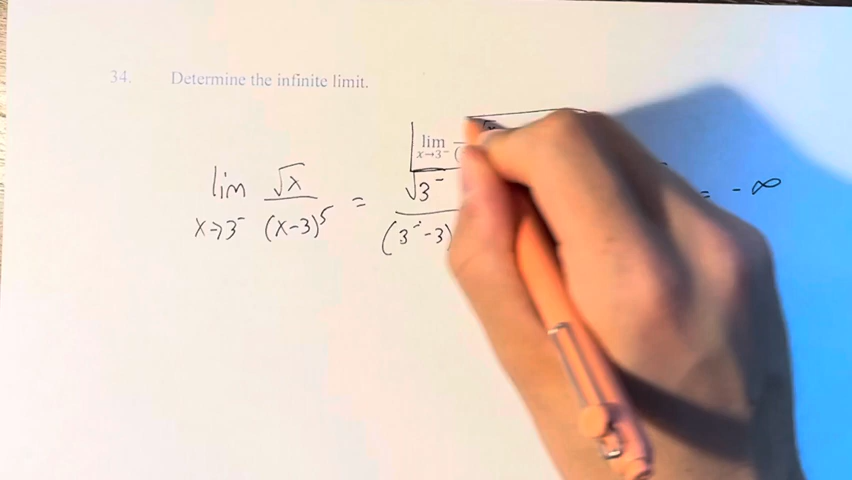 34. Determine the infinite limit.
lim
x→3⁻ (
lim √x / (x-3)⁵ = √3⁻ / (3⁻-3) = -∞
x→3⁻